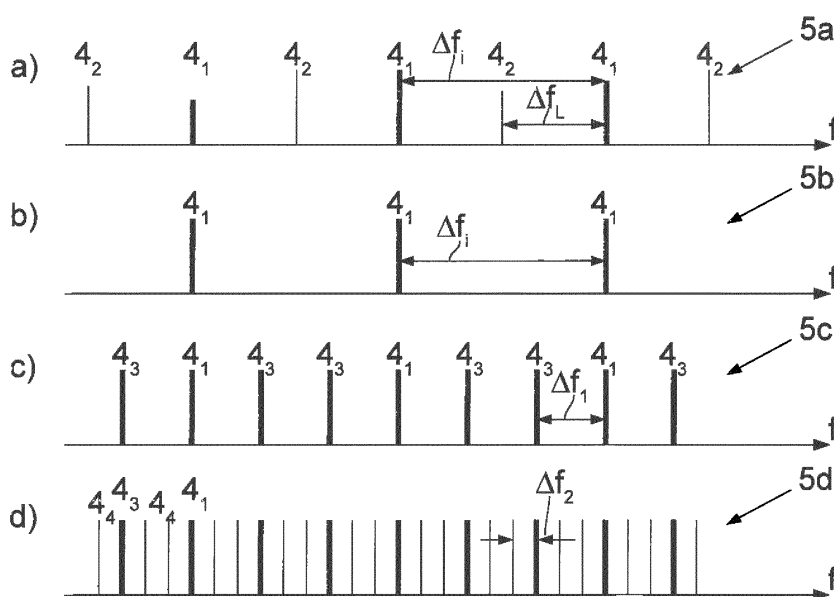 a) 4₂ 4₁ 4₂ 4₁ Δfᵢ 4₂ 4₁ 4₂ 5a
Δf_L
f
b) 4₁ 4₁ Δfᵢ 4₁ 5b
f
c) 4₃ 4₁ 4₃ 4₃ 4₁ 4₃ 4₃ 4₁ 4₃ 5c
Δf₁
f
d) 4₄ 4₃ 4₄ 4₁ Δf₂ 5d
f